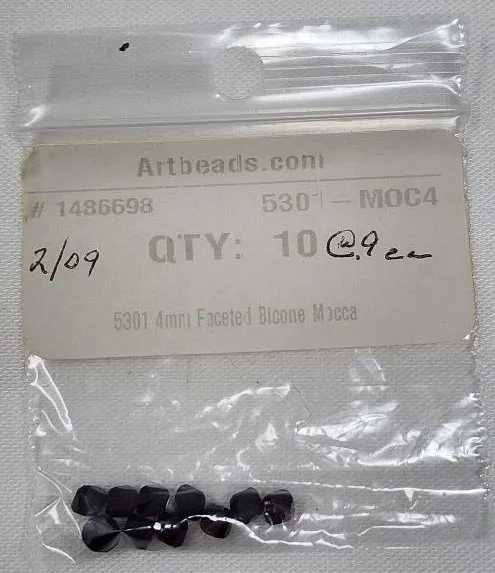 Artbeads.com
# 1486698 5301-MOC4
2/09 QTY: 10 @.9 ea
5301 4mm Faceted Bicone Mocca